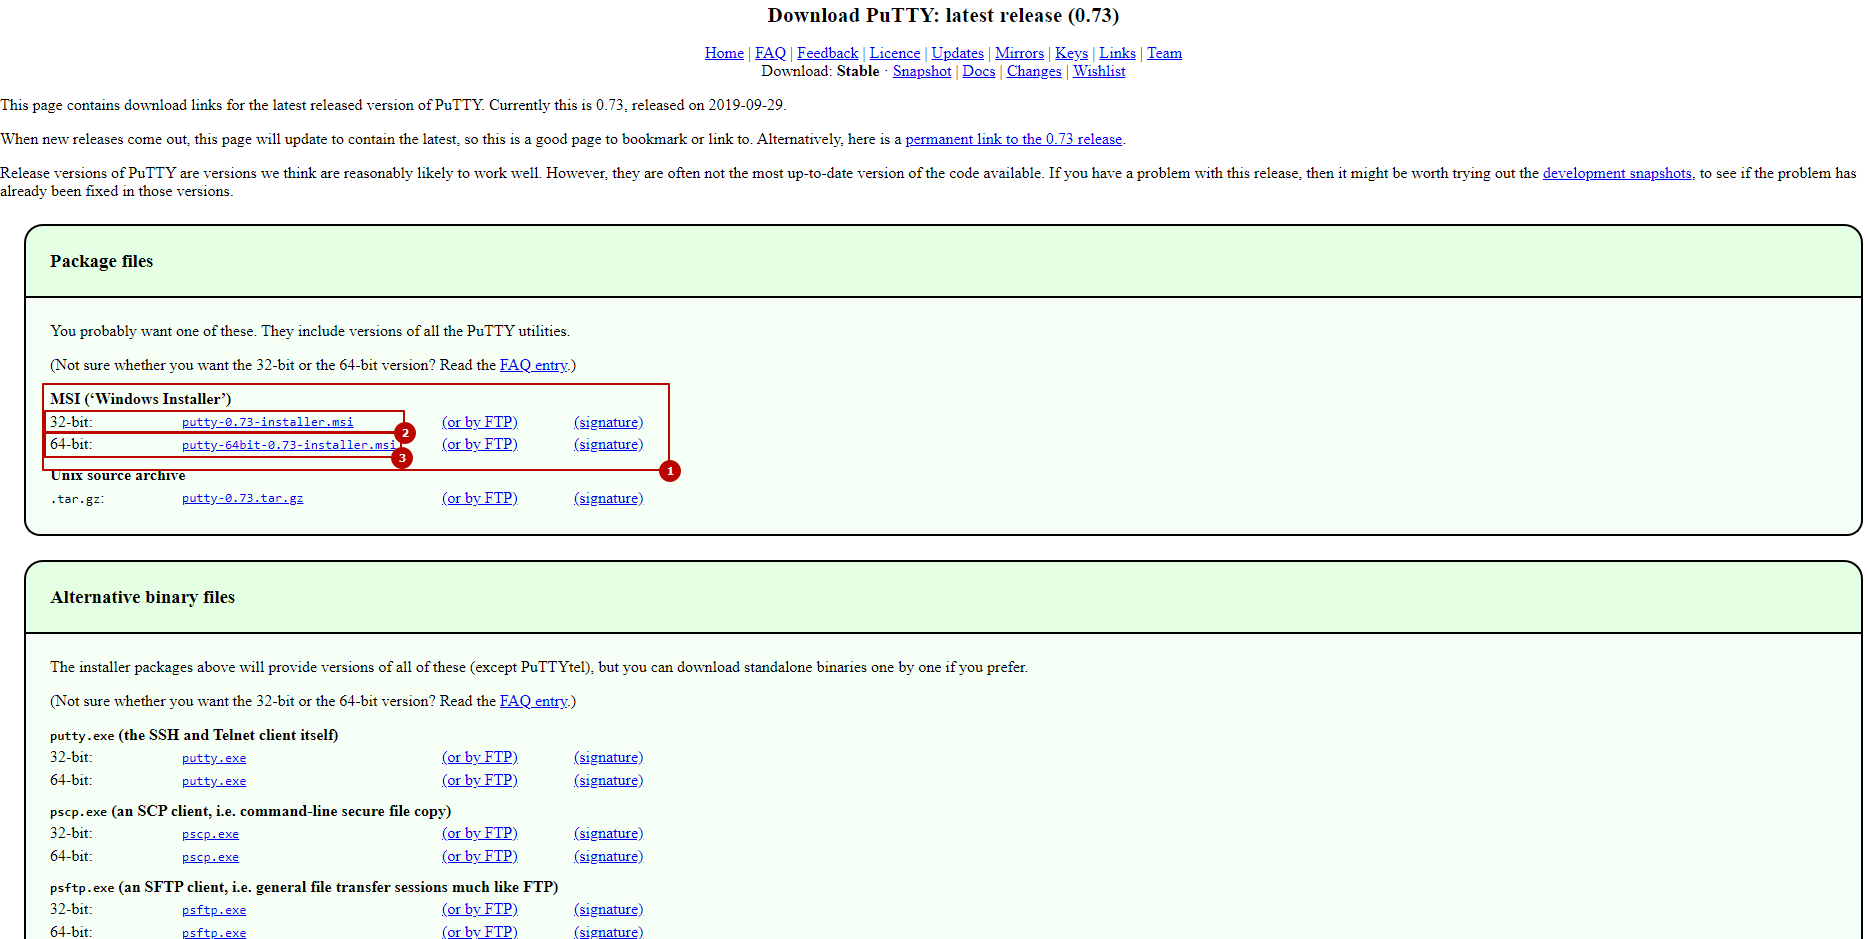 Download PuTTY: latest release (0.73)
Home | FAQ | Feedback | Licence | Updates | Mirrors | Keys | Links | Team
Download: Stable · Snapshot | Docs | Changes | Wishlist
This page contains download links for the latest released version of PuTTY. Currently this is 0.73, released on 2019-09-29.
When new releases come out, this page will update to contain the latest, so this is a good page to bookmark or link to. Alternatively, here is a permanent link to the 0.73 release.
Release versions of PuTTY are versions we think are reasonably likely to work well. However, they are often not the most up-to-date version of the code available. If you have a problem with this release, then it might be worth trying out the development snapshots, to see if the problem has
already been fixed in those versions.
Package files
You probably want one of these. They include versions of all the PuTTY utilities.
(Not sure whether you want the 32-bit or the 64-bit version? Read the FAQ entry.)
MSI (‘Windows Installer’)
32-bit: putty-0.73-installer.msi (or by FTP) (signature)
2
64-bit: putty-64bit-0.73-installer.msi (or by FTP) (signature)
3
1
Unix source archive
.tar.gz: putty-0.73.tar.gz (or by FTP) (signature)
Alternative binary files
The installer packages above will provide versions of all of these (except PuTTYtel), but you can download standalone binaries one by one if you prefer.
(Not sure whether you want the 32-bit or the 64-bit version? Read the FAQ entry.)
putty.exe (the SSH and Telnet client itself)
32-bit: putty.exe (or by FTP) (signature)
64-bit: putty.exe (or by FTP) (signature)
pscp.exe (an SCP client, i.e. command-line secure file copy)
32-bit: pscp.exe (or by FTP) (signature)
64-bit: pscp.exe (or by FTP) (signature)
psftp.exe (an SFTP client, i.e. general file transfer sessions much like FTP)
32-bit: psftp.exe (or by FTP) (signature)
64-bit: psftp.exe (or by FTP) (signature)